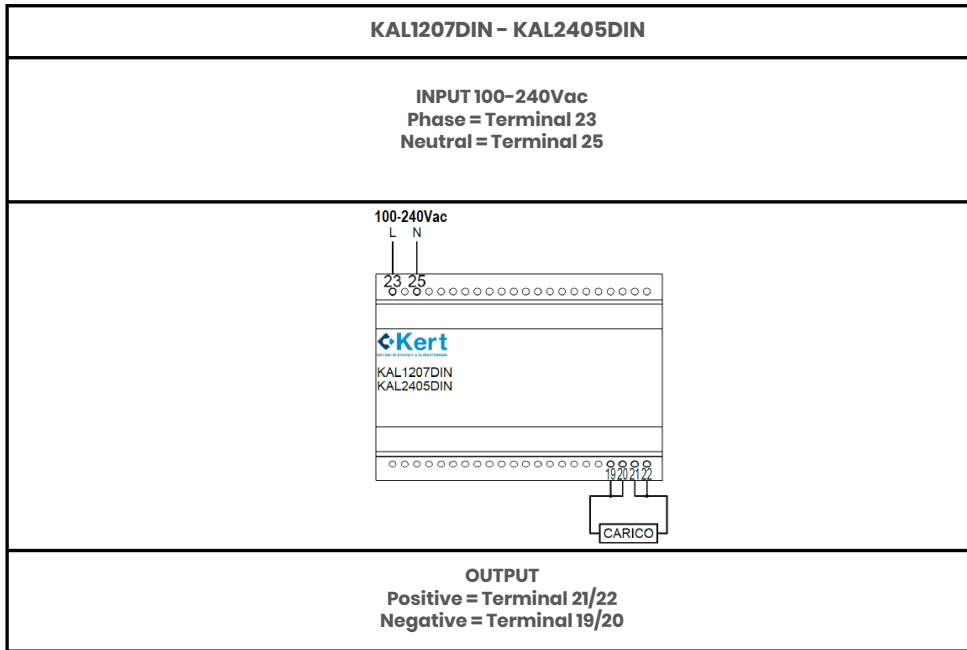 KAL1207DIN - KAL2405DIN
INPUT 100-240Vac
Phase = Terminal 23
Neutral = Terminal 25
100-240Vac
L N
23 25
Kert
KAL1207DIN
KAL2405DIN
19 20 21 22
CARICO
OUTPUT
Positive = Terminal 21/22
Negative = Terminal 19/20